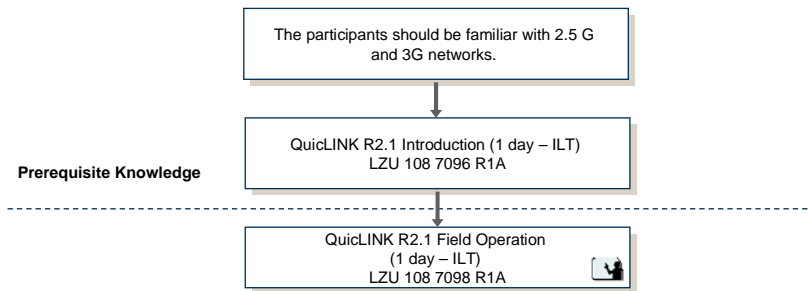 The participants should be familiar with 2.5 G
and 3G networks.
QuicLINK R2.1 Introduction (1 day – ILT)
LZU 108 7096 R1A
Prerequisite Knowledge
QuicLINK R2.1 Field Operation
(1 day – ILT)
LZU 108 7098 R1A